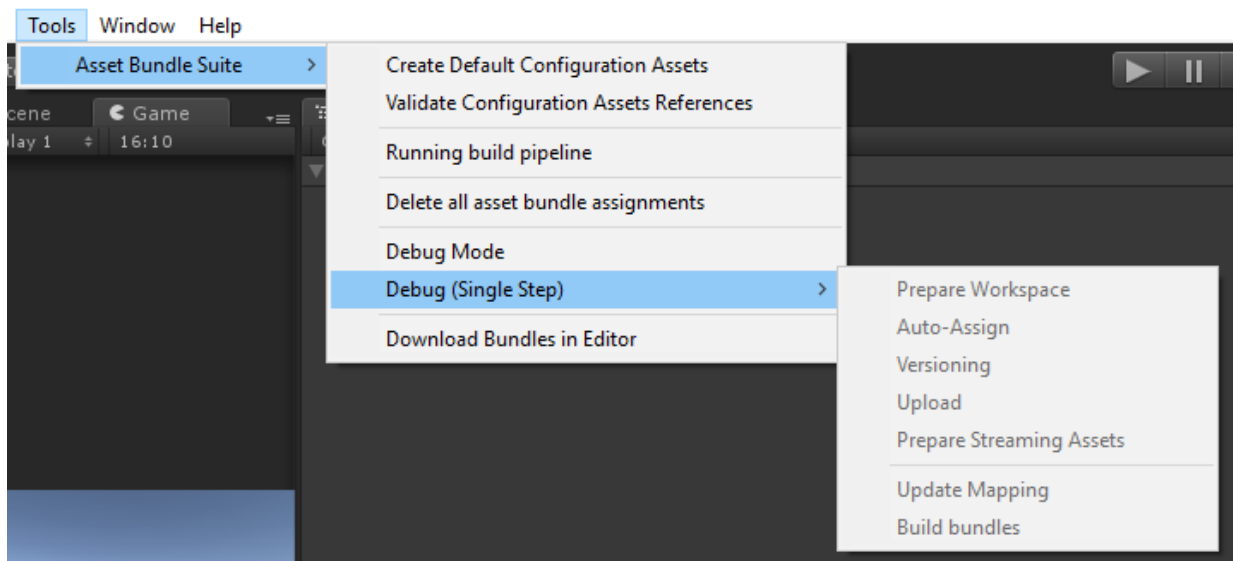 Tools Window Help
Asset Bundle Suite
Create Default Configuration Assets
Validate Configuration Assets References
Running build pipeline
Delete all asset bundle assignments
Debug Mode
Debug (Single Step)
Download Bundles in Editor
Prepare Workspace
Auto-Assign
Versioning
Upload
Prepare Streaming Assets
Update Mapping
Build bundles
cene Game
lay 1 16:10